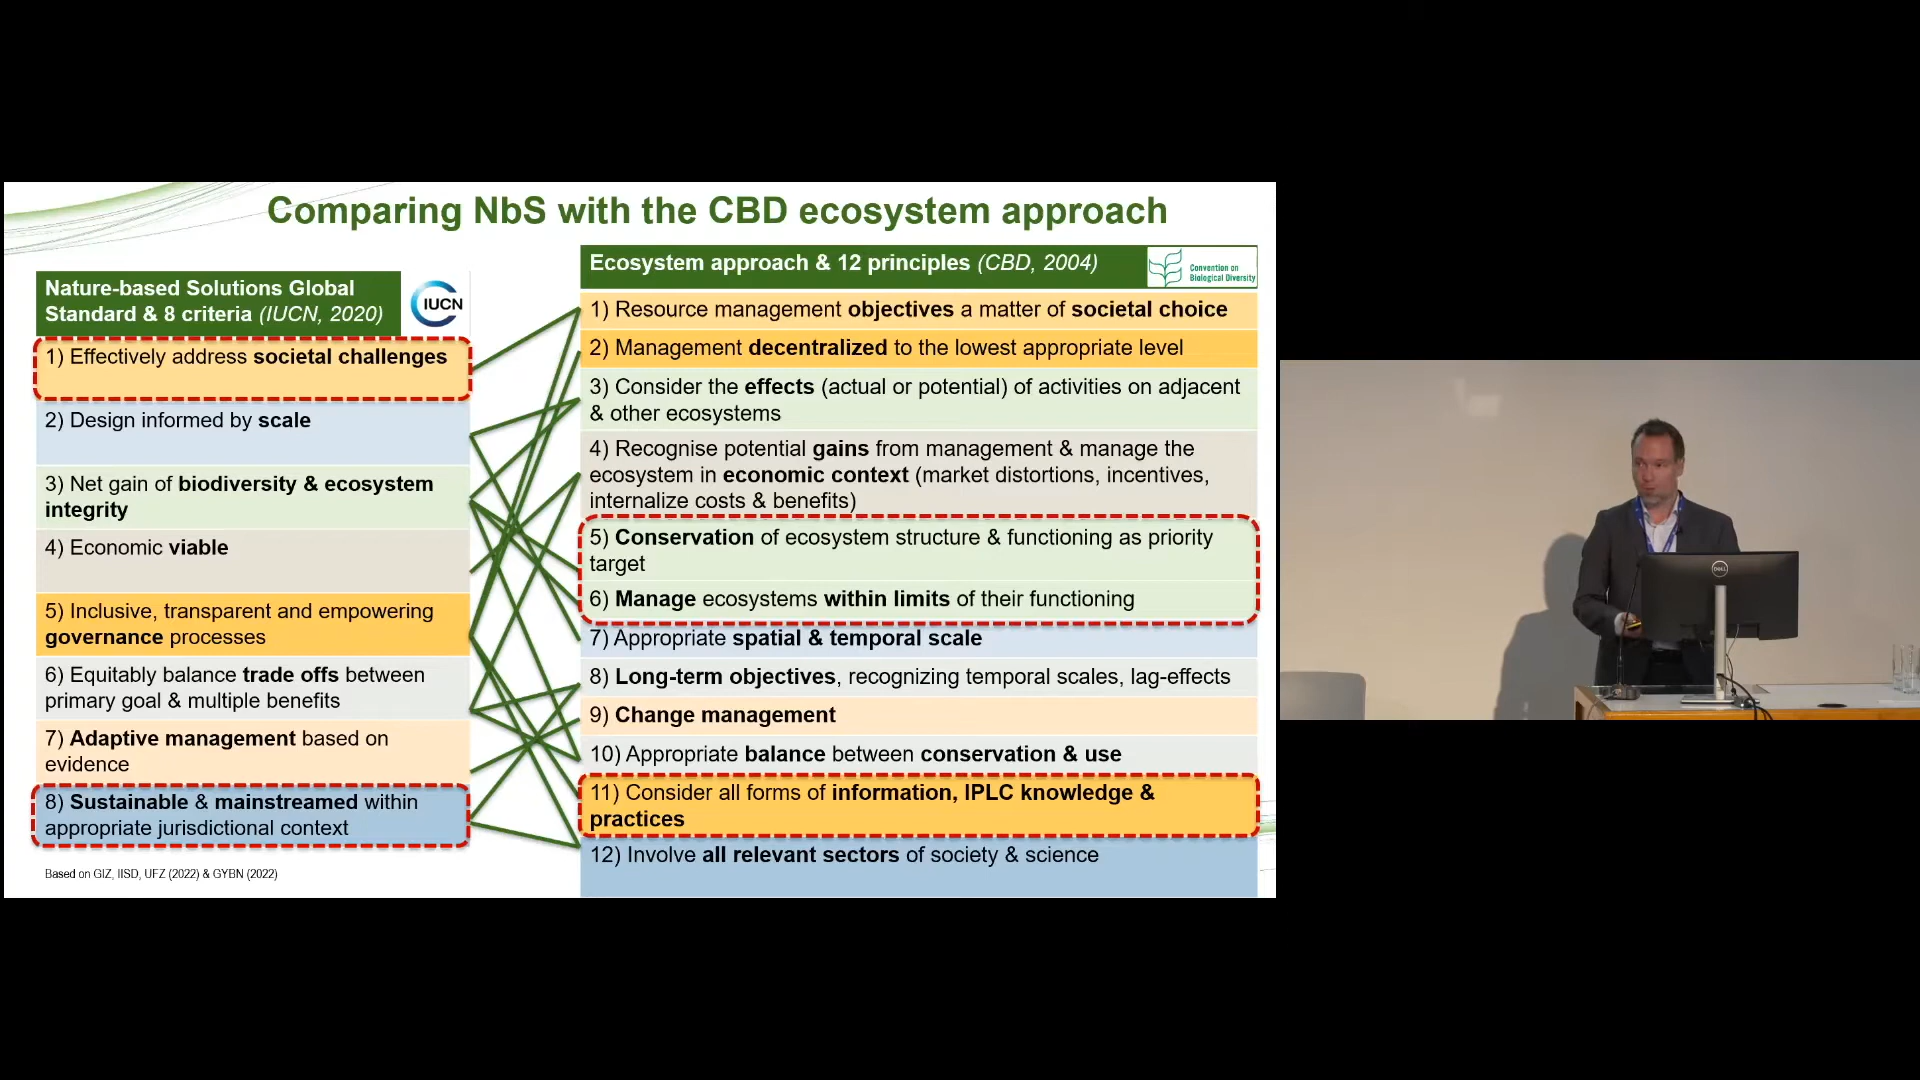 Comparing NbS with the CBD ecosystem approach
Nature-based Solutions Global
Standard & 8 criteria (IUCN, 2020)
IUCN
1) Effectively address societal challenges
2) Design informed by scale
3) Net gain of biodiversity & ecosystem
integrity
4) Economic viable
5) Inclusive, transparent and empowering
governance processes
6) Equitably balance trade offs between
primary goal & multiple benefits
7) Adaptive management based on
evidence
8) Sustainable & mainstreamed within
appropriate jurisdictional context
Based on GIZ, IISD, UFZ (2022) & GYBN (2022)
Ecosystem approach & 12 principles (CBD, 2004)
Convention on
Biological Diversity
1) Resource management objectives a matter of societal choice
2) Management decentralized to the lowest appropriate level
3) Consider the effects (actual or potential) of activities on adjacent
& other ecosystems
4) Recognise potential gains from management & manage the
ecosystem in economic context (market distortions, incentives,
internalize costs & benefits)
5) Conservation of ecosystem structure & functioning as priority
target
6) Manage ecosystems within limits of their functioning
7) Appropriate spatial & temporal scale
8) Long-term objectives, recognizing temporal scales, lag-effects
9) Change management
10) Appropriate balance between conservation & use
11) Consider all forms of information, IPLC knowledge &
practices
12) Involve all relevant sectors of society & science
DELL